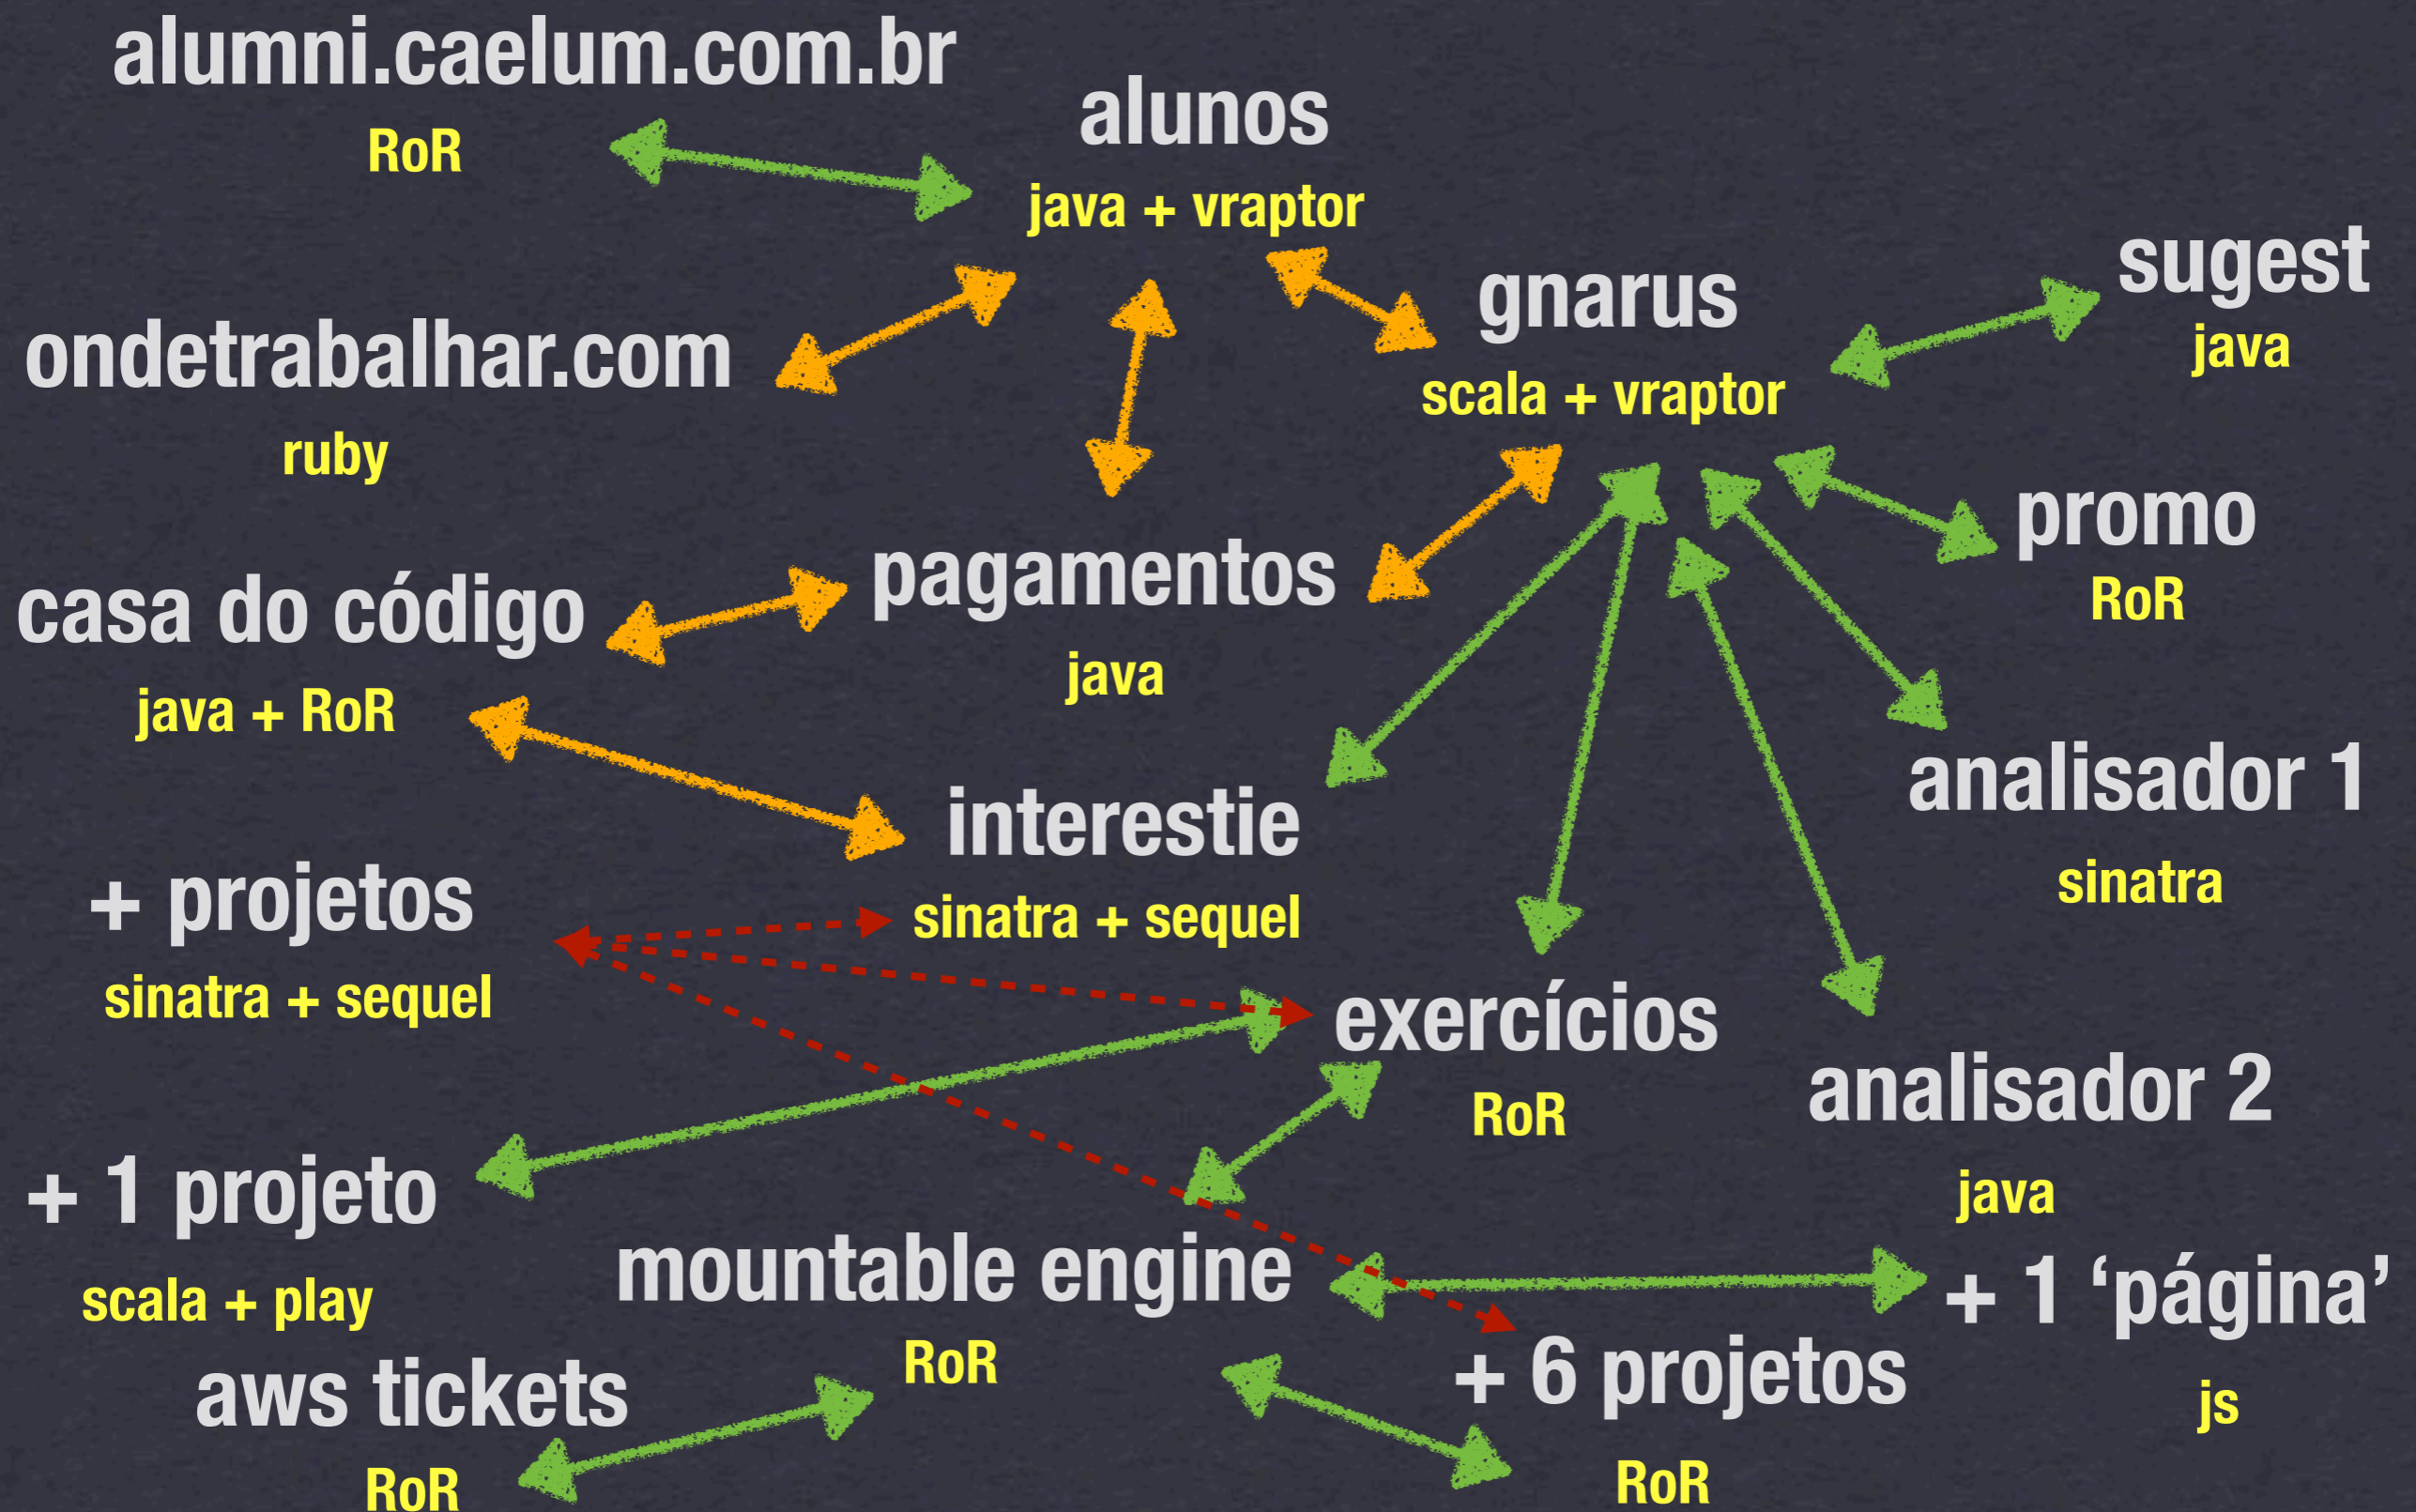 alumni.caelum.com.br
RoR
alunos
java + vraptor
sugest
java
gnarus
scala + vraptor
ondetrabalhar.com
ruby
promo
RoR
pagamentos
java
casa do código
java + RoR
analisador 1
sinatra
interestie
sinatra + sequel
+ projetos
sinatra + sequel
exercícios
RoR
analisador 2
java
+ 1 projeto
scala + play
mountable engine
RoR
+ 1 ‘página’
js
+ 6 projetos
RoR
aws tickets
RoR